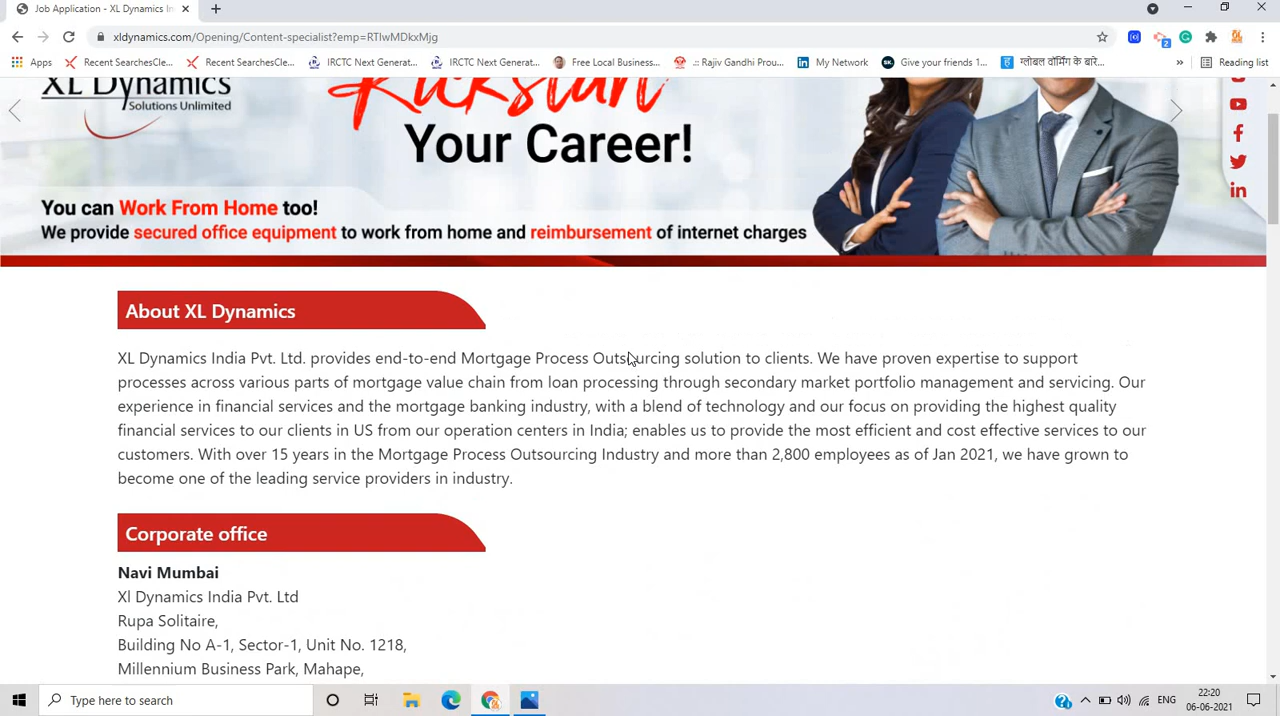 Job Application - XL Dynamics In
xldynamics.com/Opening/Content-specialist?emp=RTIwMDkxMjg
Apps
Recent SearchesCle...
Recent SearchesCle...
IRCTC Next Generat...
IRCTC Next Generat...
Free Local Business...
.:: Rajiv Gandhi Prou...
My Network
Give your friends 1...
ग्लोबल वॉर्मिंग के बारे...
»
Reading list
XL Dynamics
Solutions Unlimited
Kickstart
Your Career!
You can Work From Home too!
We provide secured office equipment to work from home and reimbursement of internet charges
About XL Dynamics
XL Dynamics India Pvt. Ltd. provides end-to-end Mortgage Process Outsourcing solution to clients. We have proven expertise to support
processes across various parts of mortgage value chain from loan processing through secondary market portfolio management and servicing. Our
experience in financial services and the mortgage banking industry, with a blend of technology and our focus on providing the highest quality
financial services to our clients in US from our operation centers in India; enables us to provide the most efficient and cost effective services to our
customers. With over 15 years in the Mortgage Process Outsourcing Industry and more than 2,800 employees as of Jan 2021, we have grown to
become one of the leading service providers in industry.
Corporate office
Navi Mumbai
Xl Dynamics India Pvt. Ltd
Rupa Solitaire,
Building No A-1, Sector-1, Unit No. 1218,
Millennium Business Park, Mahape,
Type here to search
ENG
22:20
06-06-2021